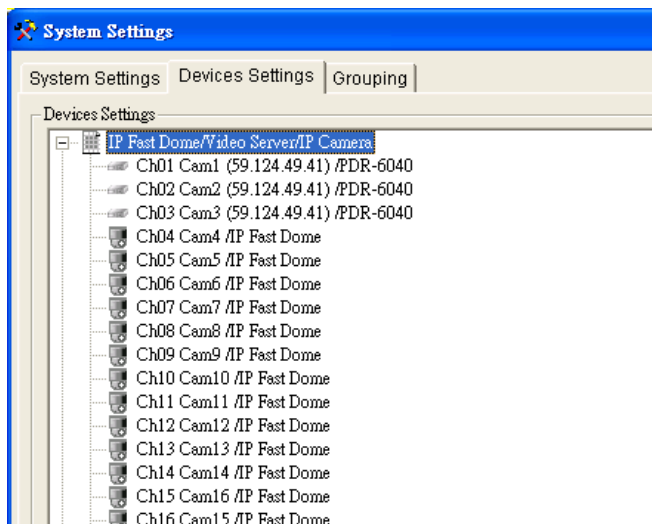 System Settings
System Settings Devices Settings Grouping
Devices Settings
IP Fast Dome/Video Server/IP Camera
Ch01 Cam1 (59.124.49.41) /PDR-6040
Ch02 Cam2 (59.124.49.41) /PDR-6040
Ch03 Cam3 (59.124.49.41) /PDR-6040
Ch04 Cam4 /IP Fast Dome
Ch05 Cam5 /IP Fast Dome
Ch06 Cam6 /IP Fast Dome
Ch07 Cam7 /IP Fast Dome
Ch08 Cam8 /IP Fast Dome
Ch09 Cam9 /IP Fast Dome
Ch10 Cam10 /IP Fast Dome
Ch11 Cam11 /IP Fast Dome
Ch12 Cam12 /IP Fast Dome
Ch13 Cam13 /IP Fast Dome
Ch14 Cam14 /IP Fast Dome
Ch15 Cam16 /IP Fast Dome
Ch16 Cam15 /IP Fast Dome